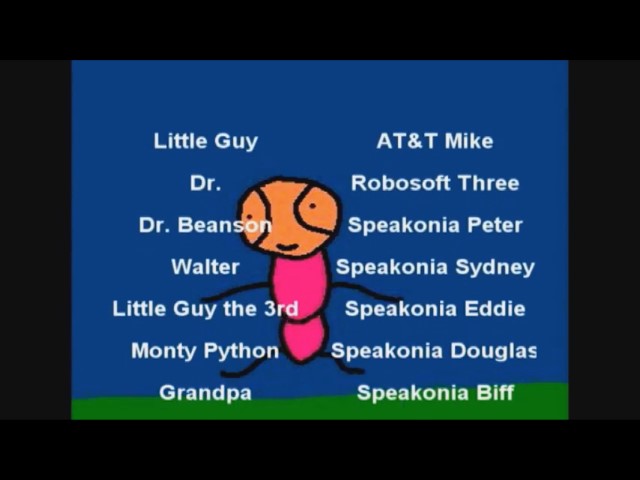 Little Guy AT&T Mike
Dr. Robosoft Three
Dr. Beanson Speakonia Peter
Walter Speakonia Sydney
Little Guy the 3rd Speakonia Eddie
Monty Python Speakonia Douglas
Grandpa Speakonia Biff